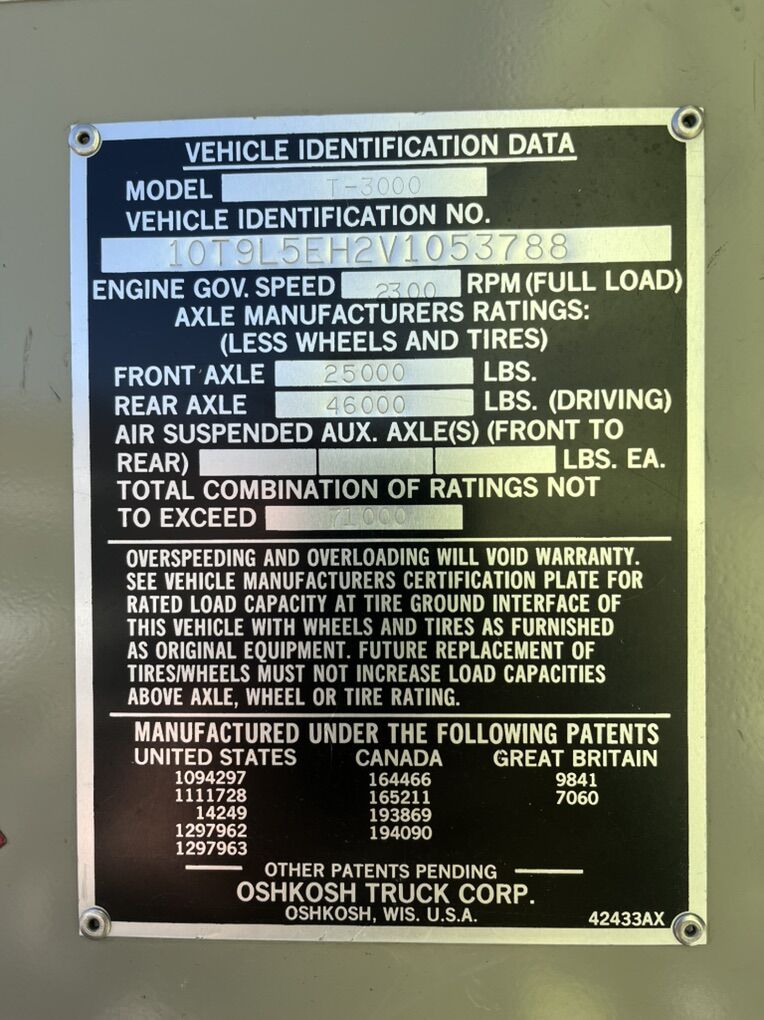 VEHICLE IDENTIFICATION DATA
MODEL T-3000
VEHICLE IDENTIFICATION NO.
10T9L5EH2V1053788
ENGINE GOV. SPEED 2300 RPM (FULL LOAD)
AXLE MANUFACTURERS RATINGS:
(LESS WHEELS AND TIRES)
FRONT AXLE 25000 LBS.
REAR AXLE 46000 LBS. (DRIVING)
AIR SUSPENDED AUX. AXLE(S) (FRONT TO
REAR) LBS. EA.
TOTAL COMBINATION OF RATINGS NOT
TO EXCEED 71000
OVERSPEEDING AND OVERLOADING WILL VOID WARRANTY.
SEE VEHICLE MANUFACTURERS CERTIFICATION PLATE FOR
RATED LOAD CAPACITY AT TIRE GROUND INTERFACE OF
THIS VEHICLE WITH WHEELS AND TIRES AS FURNISHED
AS ORIGINAL EQUIPMENT. FUTURE REPLACEMENT OF
TIRES/WHEELS MUST NOT INCREASE LOAD CAPACITIES
ABOVE AXLE, WHEEL OR TIRE RATING.
MANUFACTURED UNDER THE FOLLOWING PATENTS
UNITED STATES CANADA GREAT BRITAIN
1094297 164466 9841
1111728 165211 7060
14249 193869
1297962 194090
1297963
OTHER PATENTS PENDING
OSHKOSH TRUCK CORP.
OSHKOSH, WIS. U.S.A. 42433AX